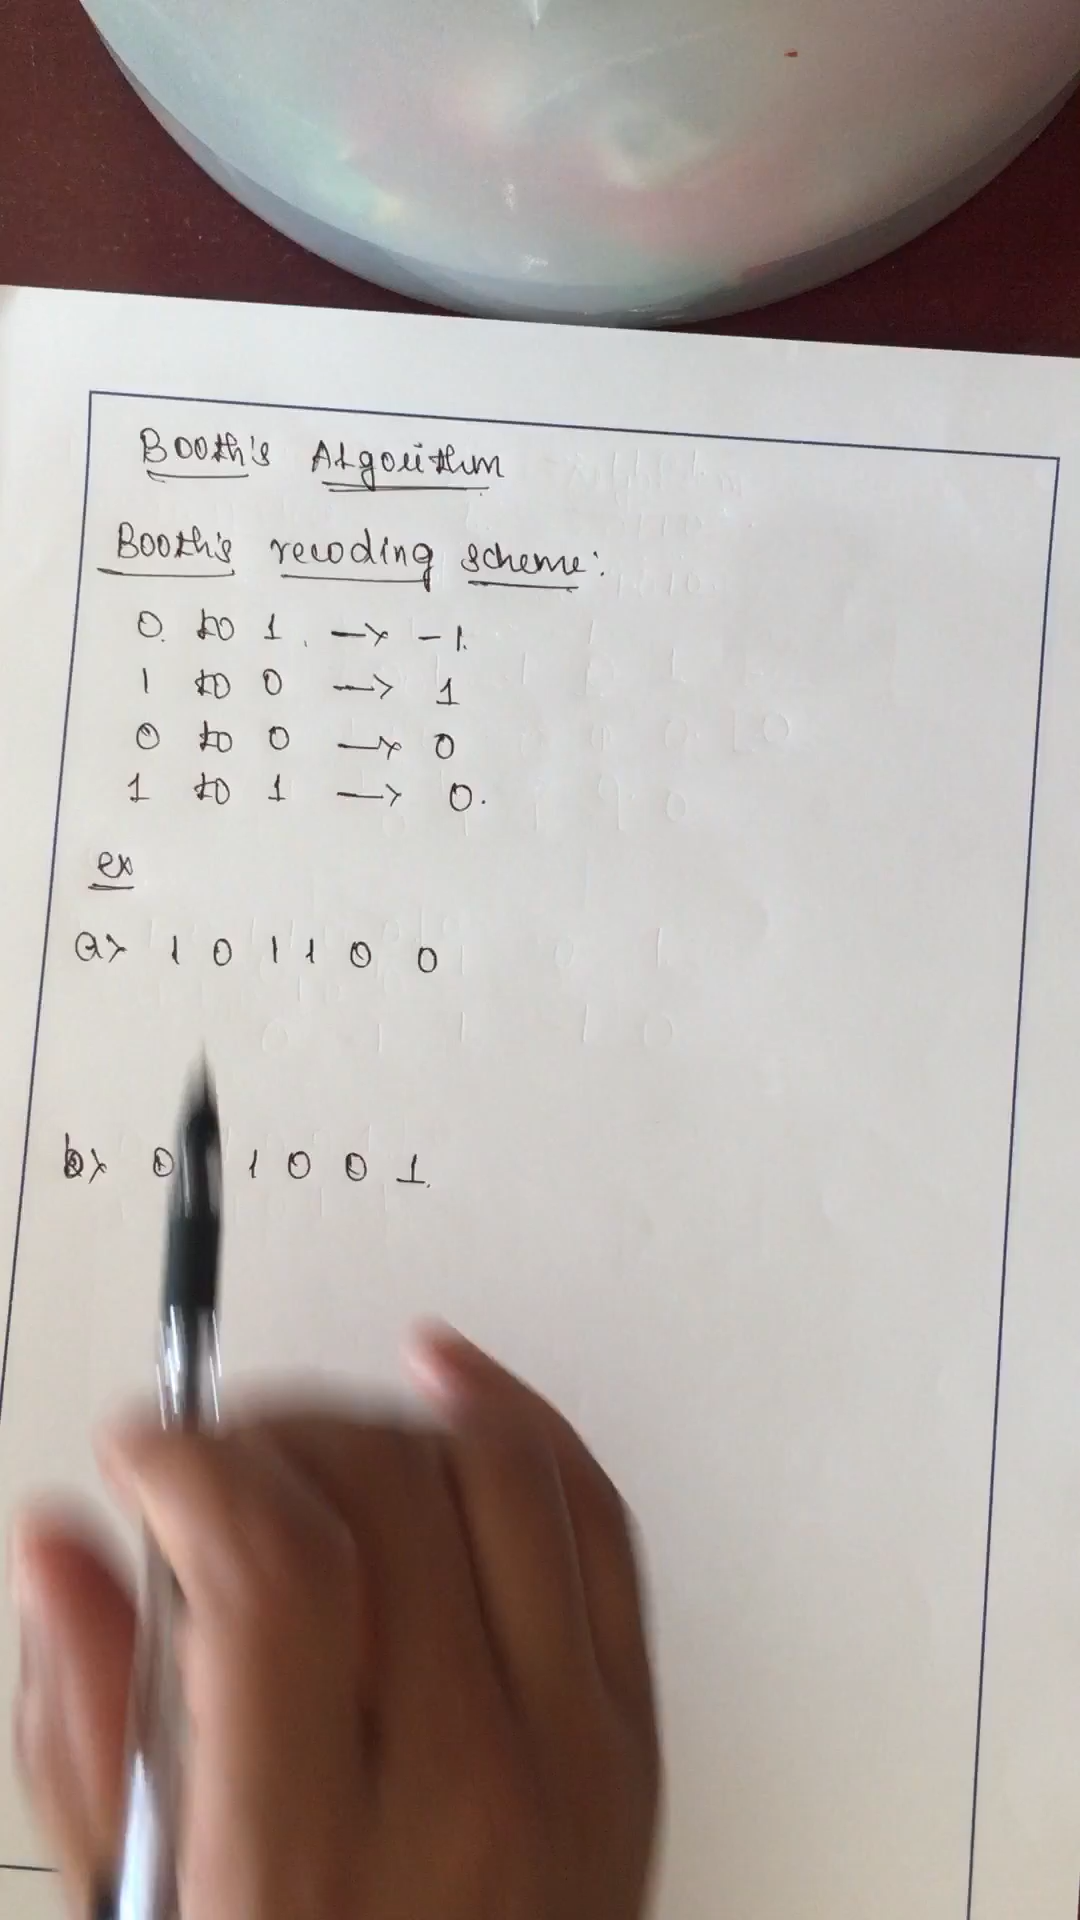 Booth's Algorithm
Booth's recoding scheme:
0 to 1 → -1.
1 to 0 → 1
0 to 0 → 0
1 to 1 → 0.
ex
a> 1 0 1 1 0 0
b> 0 1 0 0 1.